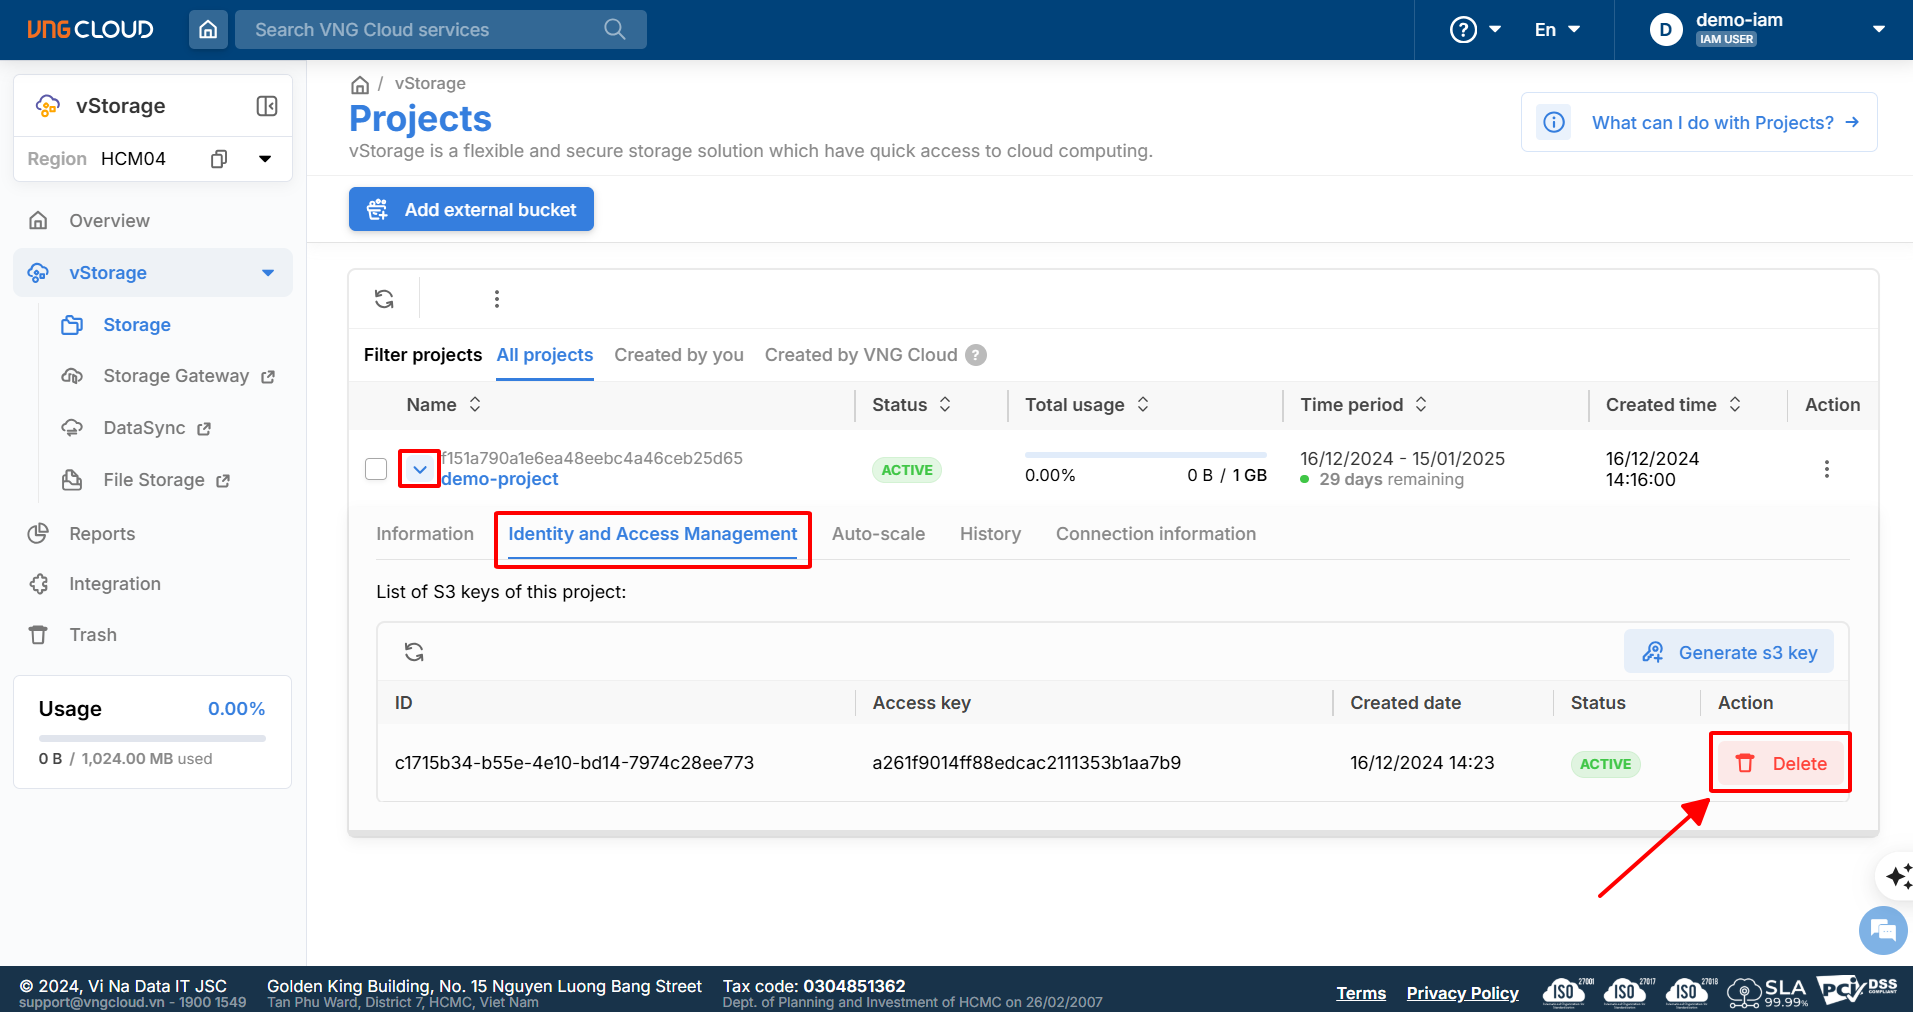 VNG CLOUD
Search VNG Cloud services
?
En
D
demo-iam
IAM USER
vStorage
Region HCM04
Overview
vStorage
Storage
Storage Gateway
DataSync
File Storage
Reports
Integration
Trash
Usage 0.00%
0 B / 1,024.00 MB used
/ vStorage
Projects
vStorage is a flexible and secure storage solution which have quick access to cloud computing.
What can I do with Projects?
Add external bucket
Filter projects All projects Created by you Created by VNG Cloud ?
Name Status Total usage Time period Created time Action
f151a790a1e6ea48eebc4a46ceb25d65
demo-project
ACTIVE
0.00% 0 B / 1 GB
16/12/2024 - 15/01/2025
29 days remaining
16/12/2024
14:16:00
Information Identity and Access Management Auto-scale History Connection information
List of S3 keys of this project:
Generate s3 key
ID Access key Created date Status Action
c1715b34-b55e-4e10-bd14-7974c28ee773 a261f9014ff88edcac2111353b1aa7b9 16/12/2024 14:23 ACTIVE Delete
© 2024, Vi Na Data IT JSC
support@vngcloud.vn - 1900 1549
Golden King Building, No. 15 Nguyen Luong Bang Street
Tan Phu Ward, District 7, HCMC, Viet Nam
Tax code: 0304851362
Dept. of Planning and Investment of HCMC on 26/02/2007
Terms Privacy Policy
ISO 27001
ISO 27017
ISO 27018
SLA
99.99%
PCI DSS
COMPLIANT